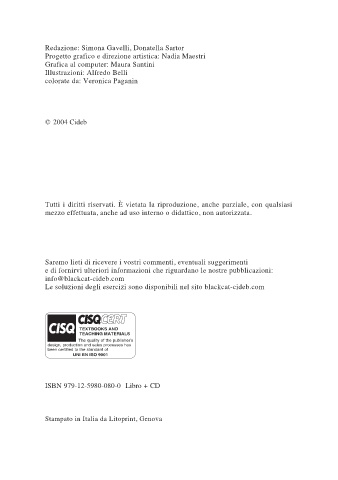 Redazione: Simona Gavelli, Donatella Sartor
Progetto grafico e direzione artistica: Nadia Maestri
Grafica al computer: Maura Santini
Illustrazioni: Alfredo Belli
colorate da: Veronica Paganin
© 2004 Cideb
Tutti i diritti riservati. È vietata la riproduzione, anche parziale, con qualsiasi
mezzo effettuata, anche ad uso interno o didattico, non autorizzata.
Saremo lieti di ricevere i vostri commenti, eventuali suggerimenti
e di fornirvi ulteriori informazioni che riguardano le nostre pubblicazioni:
info@blackcat-cideb.com
Le soluzioni degli esercizi sono disponibili nel sito blackcat-cideb.com
CISQ CISQCERT
TEXTBOOKS AND
TEACHING MATERIALS
The quality of the publisher's
design, production and sales processes has
been certified to the standard of
UNI EN ISO 9001
ISBN 979-12-5980-080-0 Libro + CD
Stampato in Italia da Litoprint, Genova